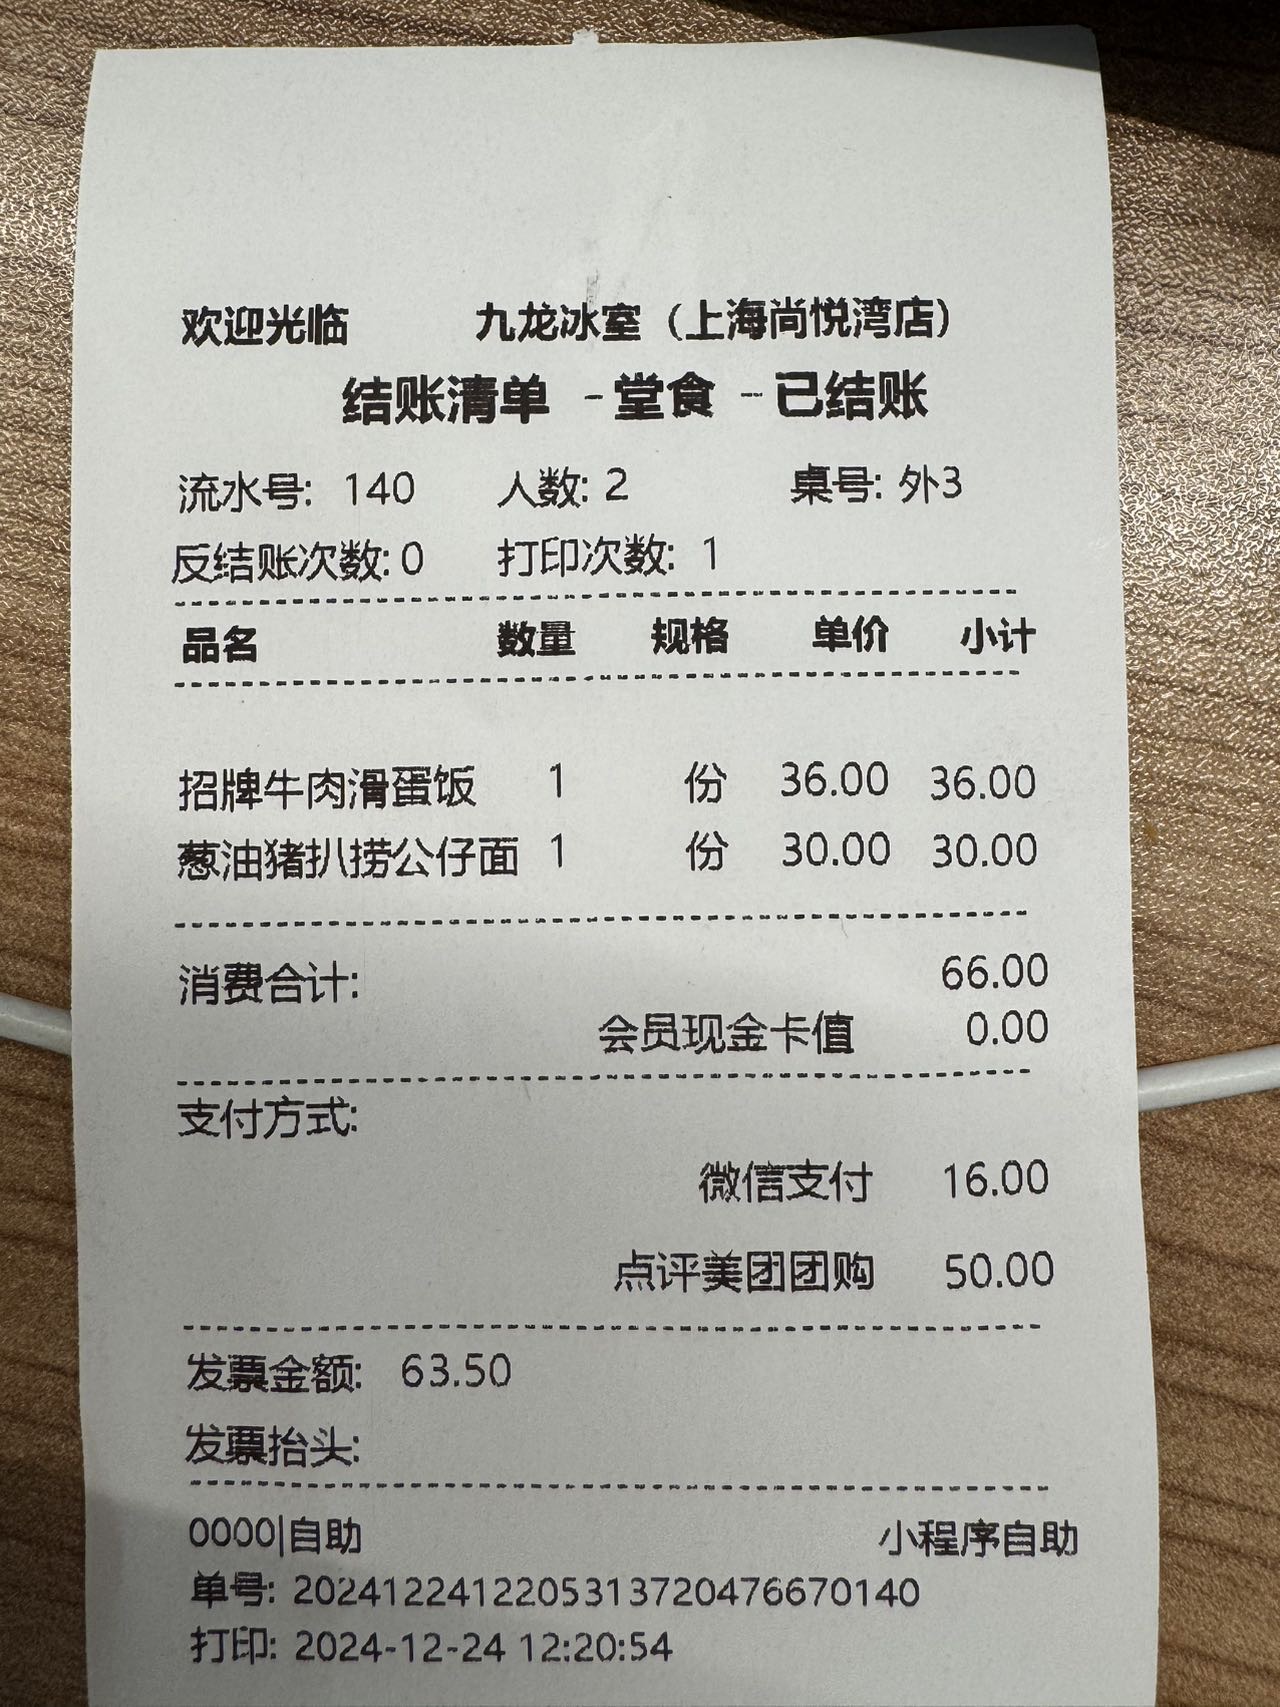 欢迎光临 九龙冰室（上海尚悦湾店）
结账清单 - 堂食 - 已结账
流水号: 140 人数: 2 桌号: 外3
反结账次数: 0 打印次数: 1
品名 数量 规格 单价 小计
招牌牛肉滑蛋饭 1 份 36.00 36.00
葱油猪扒捞公仔面 1 份 30.00 30.00
消费合计: 66.00
会员现金卡值 0.00
支付方式:
微信支付 16.00
点评美团团购 50.00
发票金额: 63.50
发票抬头:
0000|自助 小程序自助
单号: 2024122412205313720476670140
打印: 2024-12-24 12:20:54